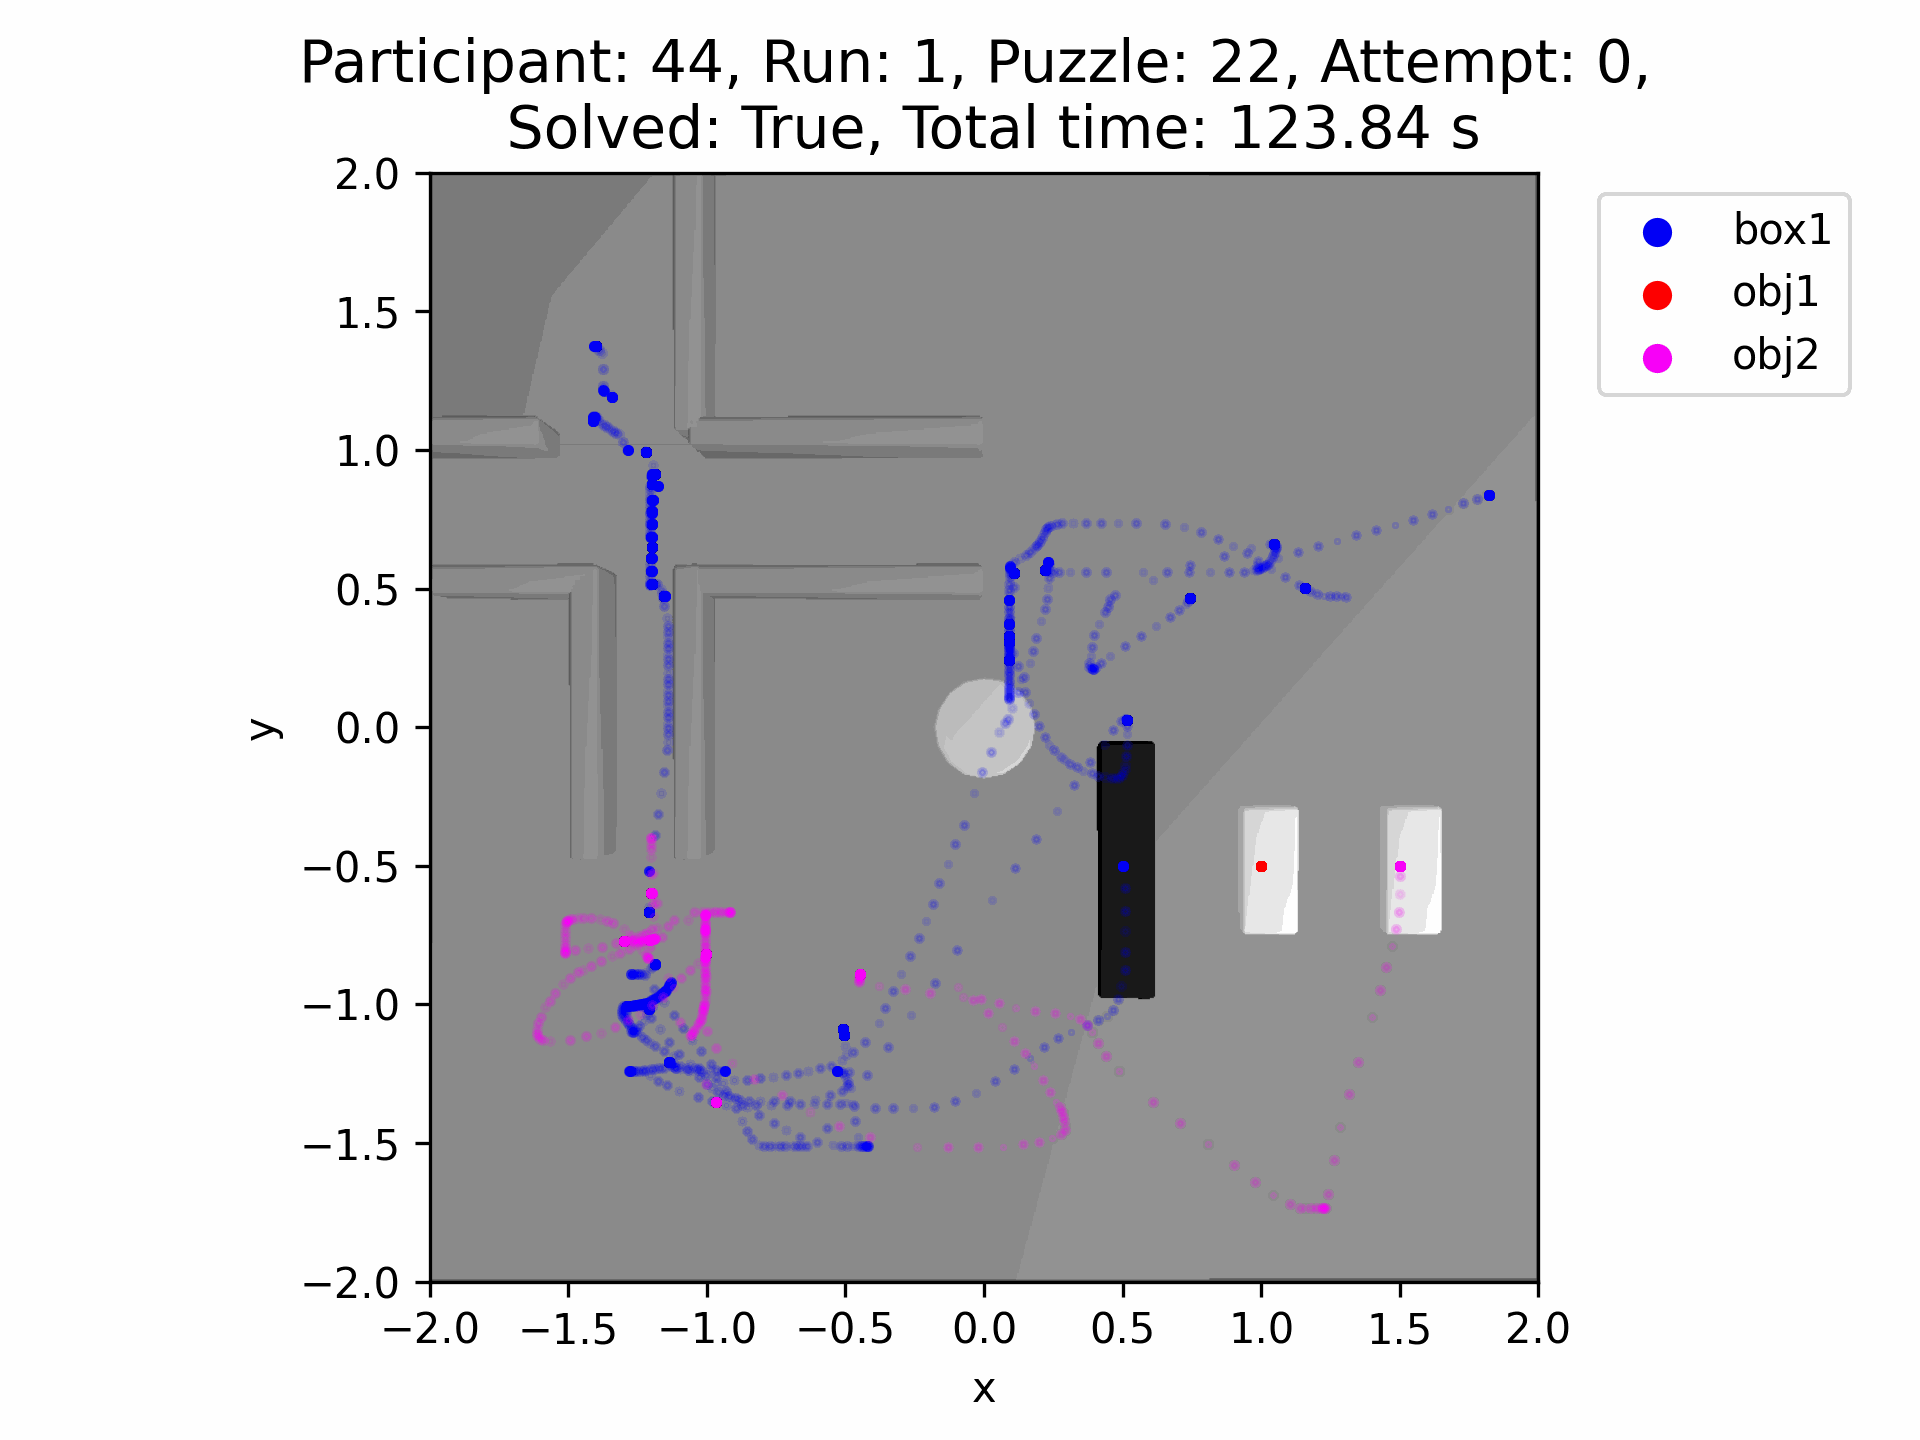 Participant: 44, Run: 1, Puzzle: 22, Attempt: 0,
Solved: True, Total time: 123.84 s
2.0
1.5
1.0
0.5
0.0
−0.5
−1.0
−1.5
−2.0
y
−2.0 −1.5 −1.0 −0.5 0.0 0.5 1.0 1.5 2.0
x
box1
obj1
obj2